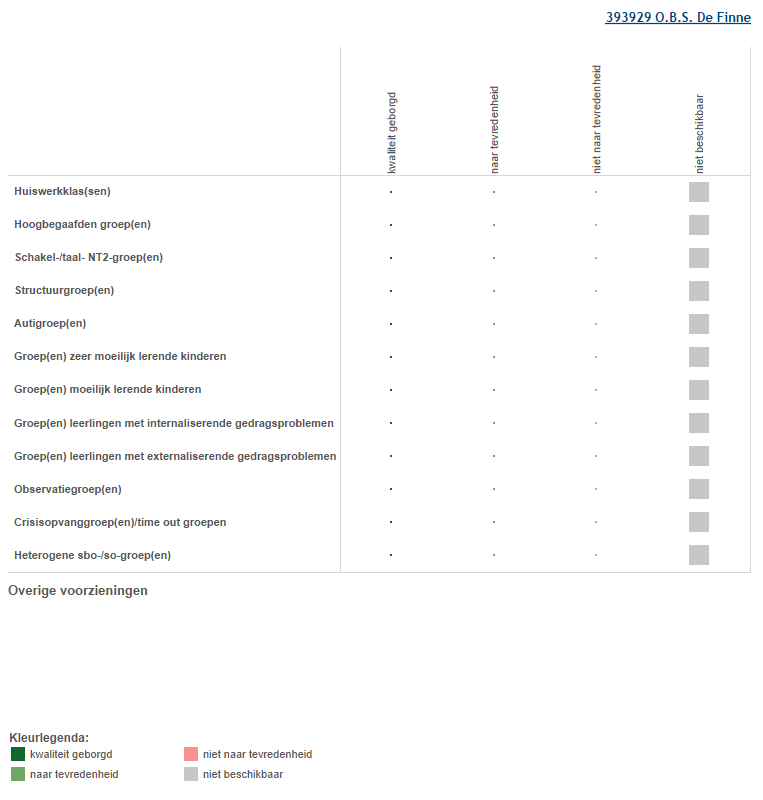 393929 O.B.S. De Finne
kwaliteit geborgd
naar tevredenheid
niet naar tevredenheid
niet beschikbaar
Huiswerkklas(sen)
Hoogbegaafden groep(en)
Schakel-/taal- NT2-groep(en)
Structuurgroep(en)
Autigroep(en)
Groep(en) zeer moeilijk lerende kinderen
Groep(en) moeilijk lerende kinderen
Groep(en) leerlingen met internaliserende gedragsproblemen
Groep(en) leerlingen met externaliserende gedragsproblemen
Observatiegroep(en)
Crisisopvanggroep(en)/time out groepen
Heterogene sbo-/so-groep(en)
Overige voorzieningen
Kleurlegenda:
kwaliteit geborgd
niet naar tevredenheid
naar tevredenheid
niet beschikbaar